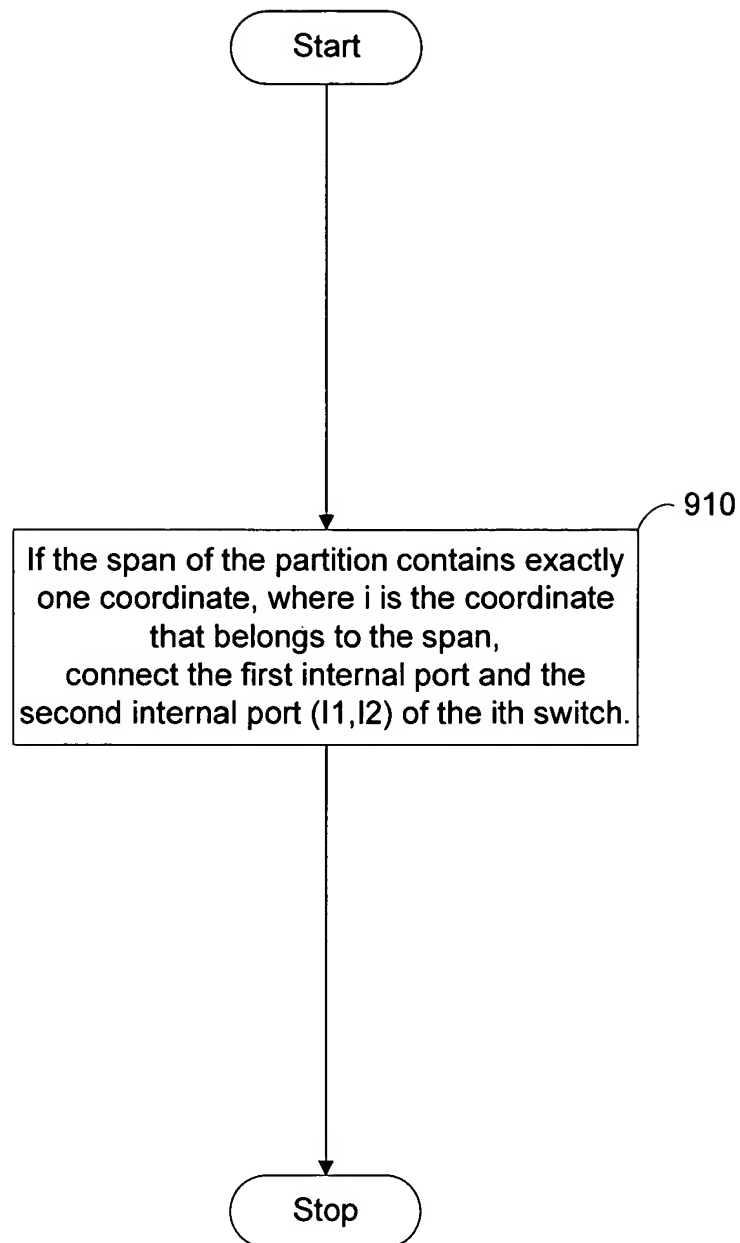 Start
910
If the span of the partition contains exactly
one coordinate, where i is the coordinate
that belongs to the span,
connect the first internal port and the
second internal port (I1,I2) of the ith switch.
Stop